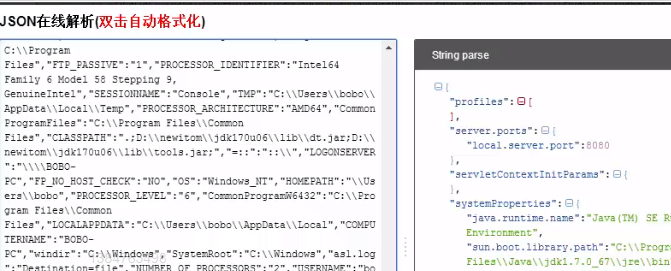 JSON在线解析(双击自动格式化)
C:\\Program
Files","FTP_PASSIVE":"1","PROCESSOR_IDENTIFIER":"Intel64
Family 6 Model 58 Stepping 9,
GenuineIntel","SESSIONNAME":"Console","TMP":"C:\\Users\\bobo\\
AppData\\Local\\Temp","PROCESSOR_ARCHITECTURE":"AMD64","Common
ProgramFiles":"C:\\Program Files\\Common
Files","CLASSPATH":".;D:\\newitom\\jdk170u06\\lib\\dt.jar;D:\\
newitom\\jdk170u06\\lib\\tools.jar;","=::":"::\\","LOGONSERVER
":"\\\\BOBO-
PC","FP_NO_HOST_CHECK":"NO","OS":"Windows_NT","HOMEPATH":"\\Us
ers\\bobo","PROCESSOR_LEVEL":"6","CommonProgramW6432":"C:\\Pro
gram Files\\Common
Files","LOCALAPPDATA":"C:\\Users\\bobo\\AppData\\Local","COMPU
TERNAME":"BOBO-
PC","windir":"C:\\Windows","SystemRoot":"C:\\Windows","asl.log
":"Destination=file","NUMBER_OF_PROCESSORS":"2","USERNAME":"bo
String parse
[{
"profiles":[
],
"server.ports":{
"local.server.port":8080
},
"servletContextInitParams":{
},
"systemProperties":{
"java.runtime.name":"Java(TM) SE R
Environment",
"sun.boot.library.path":"C:\\Progr
Files\\Java\\jdk1.7.0_67\\jre\\bin